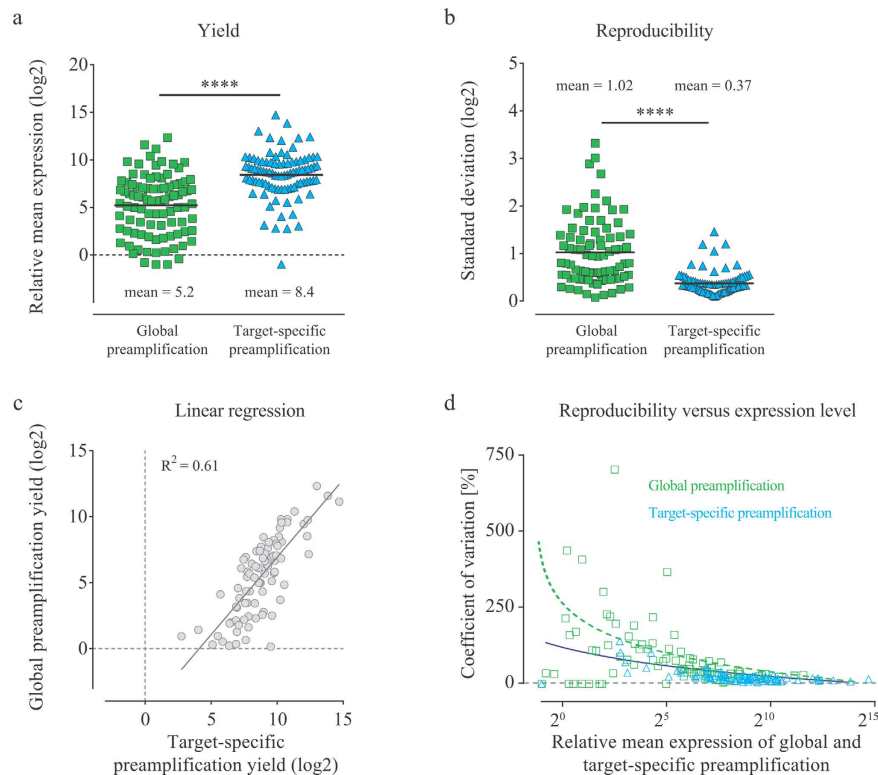 a
Yield
Relative mean expression (log2)
20
15
10
5
0
-5
****
mean = 5.2
mean = 8.4
Global
preamplification
Target-specific
preamplification
b
Reproducibility
Standard deviation (log2)
5
4
3
2
1
0
mean = 1.02
mean = 0.37
****
Global
preamplification
Target-specific
preamplification
c
Linear regression
Global preamplification yield (log2)
15
10
5
0
R² = 0.61
0
5
10
15
Target-specific
preamplification yield (log2)
d
Reproducibility versus expression level
Coefficient of variation [%]
750
500
250
0
Global preamplification
Target-specific preamplification
2⁰
2⁵
2¹⁰
2¹⁵
Relative mean expression of global and
target-specific preamplification